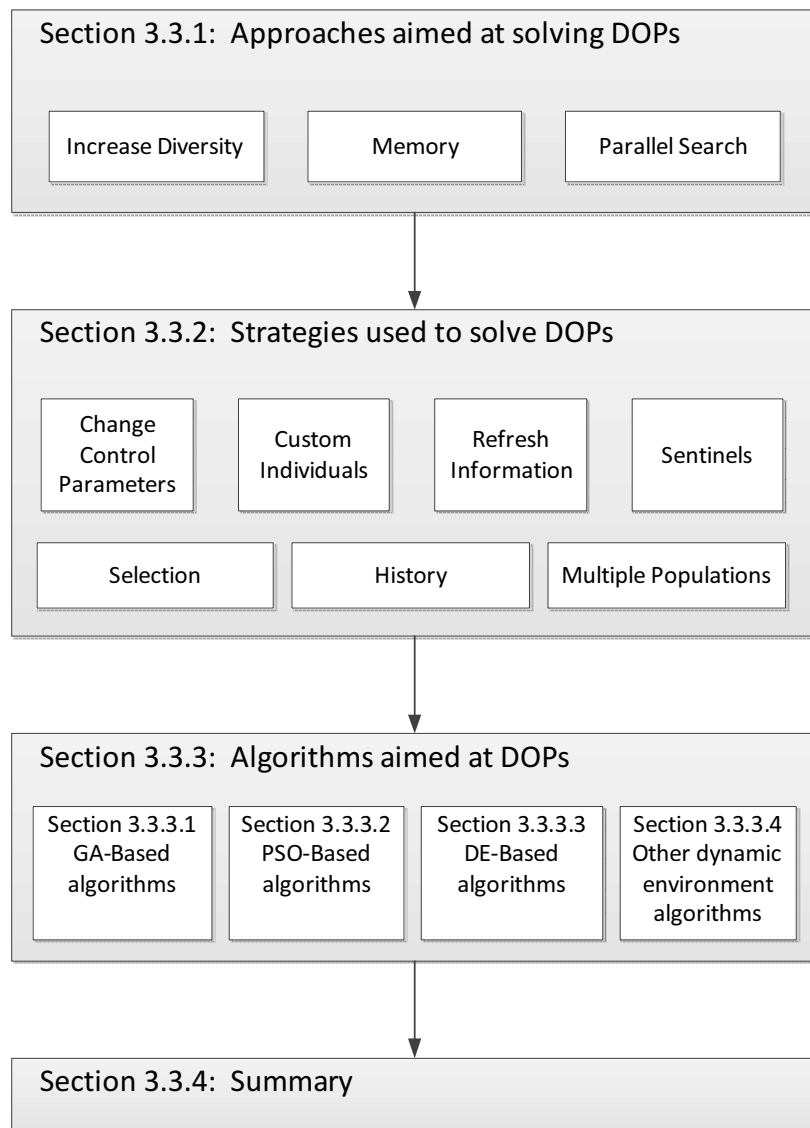 Section 3.3.1:  Approaches aimed at solving DOPs
Increase Diversity
Memory
Parallel Search
Section 3.3.2:  Strategies used to solve DOPs
Change
Control
Parameters
Custom
Individuals
Refresh
Information
Sentinels
Selection
History
Multiple Populations
Section 3.3.3:  Algorithms aimed at DOPs
Section 3.3.3.1
GA-Based
algorithms
Section 3.3.3.2
PSO-Based
algorithms
Section 3.3.3.3
DE-Based
algorithms
Section 3.3.3.4
Other dynamic
environment
algorithms
Section 3.3.4:  Summary